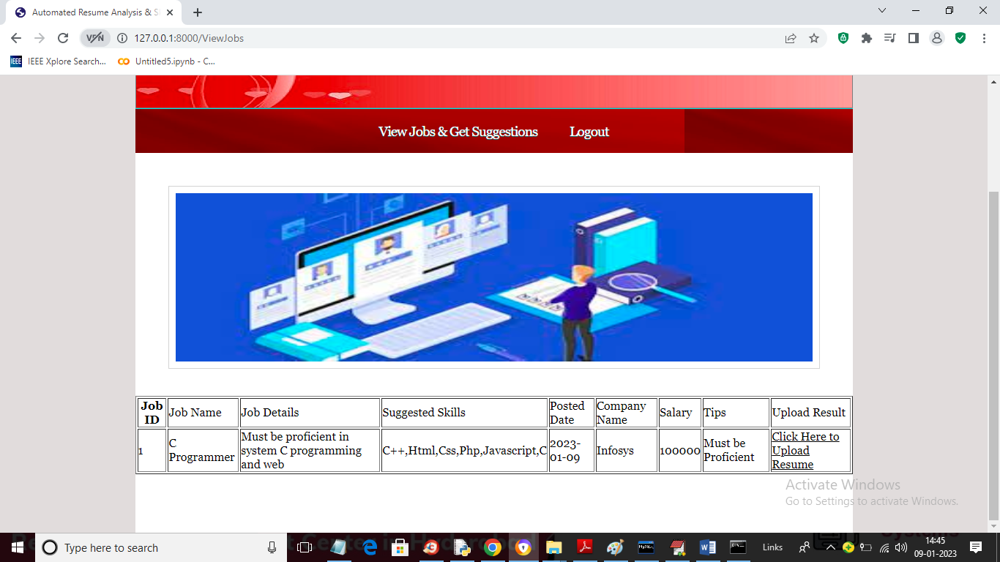 Automated Resume Analysis & S
VPN
127.0.0.1:8000/ViewJobs
IEEE
IEEE Xplore Search...
Untitled5.ipynb - C...
View Jobs & Get Suggestions
Logout
Job ID
Job Name
Job Details
Suggested Skills
Posted Date
Company Name
Salary
Tips
Upload Result
1
C Programmer
Must be proficient in
system C programming
and web
C++,Html,Css,Php,Javascript,C
2023-
01-09
Infosys
100000
Must be
Proficient
Click Here to
Upload
Resume
Activate Windows
Go to Settings to activate Windows.
Type here to search
MySQL
Links
14:45
09-01-2023